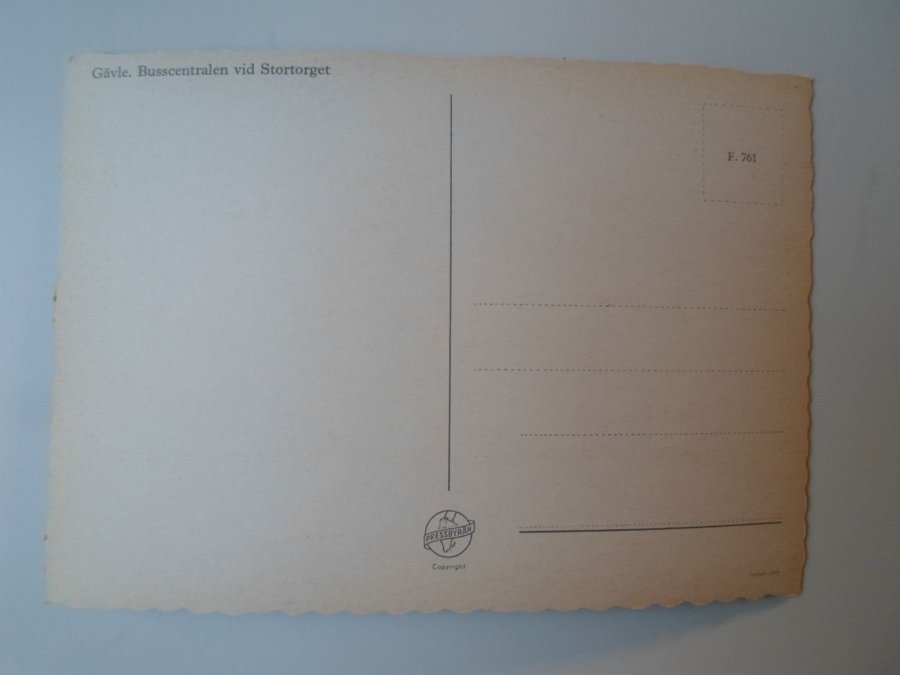 Gävle. Busscentralen vid Stortorget
F. 761
PRESSBYRÅN
Copyright